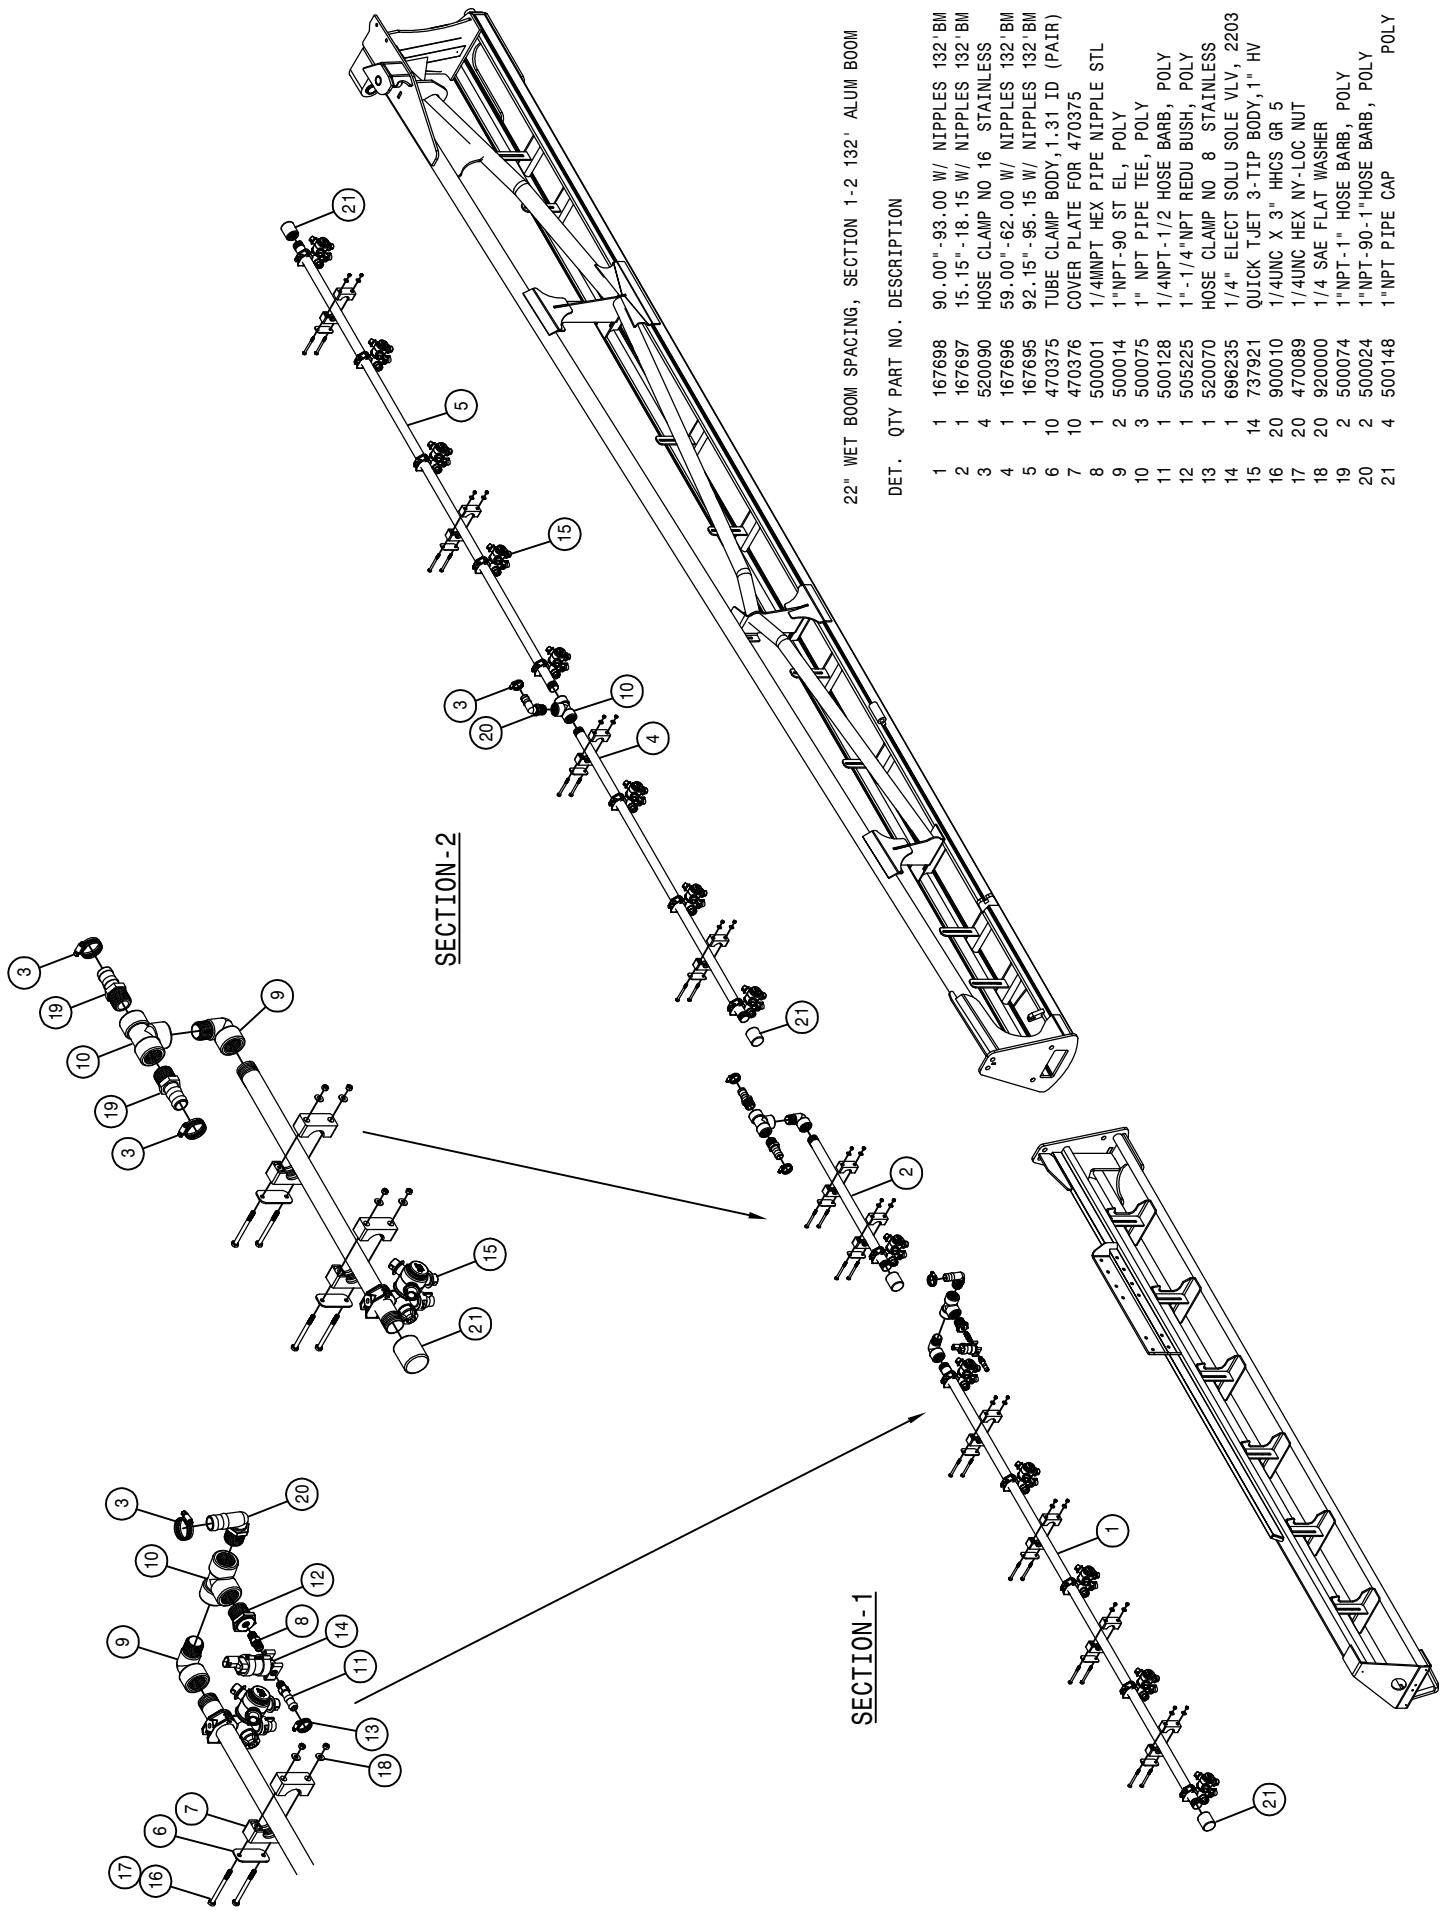 22" WET BOOM SPACING, SECTION 1-2 132' ALUM BOOM
DET. QTY PART NO. DESCRIPTION
1 1 167698 90.00"-93.00 W/ NIPPLES 132'BM
2 1 167697 15.15"-18.15 W/ NIPPLES 132'BM
3 4 520090 HOSE CLAMP NO 16 STAINLESS
4 1 167696 59.00"-62.00 W/ NIPPLES 132'BM
5 1 167695 92.15"-95.15 W/ NIPPLES 132'BM
6 10 470375 TUBE CLAMP BODY,1.31 ID (PAIR)
7 10 470376 COVER PLATE FOR 470375
8 1 500001 1/4MNPT HEX PIPE NIPPLE STL
9 2 500014 1"NPT-90 ST EL, POLY
10 3 500075 1" NPT PIPE TEE, POLY
11 1 500128 1/4NPT-1/2 HOSE BARB, POLY
12 1 505225 1"-1/4"NPT REDU BUSH, POLY
13 1 520070 HOSE CLAMP NO 8 STAINLESS
14 1 696235 1/4" ELECT SOLU SOLE VLV, 2203
15 14 737921 QUICK TJET 3-TIP BODY,1" HV
16 20 900010 1/4UNC X 3" HHCS GR 5
17 20 470089 1/4UNC HEX NY-LOC NUT
18 20 920000 1/4 SAE FLAT WASHER
19 2 500074 1"NPT-1" HOSE BARB, POLY
20 2 500024 1"NPT-90-1"HOSE BARB, POLY
21 4 500148 1"NPT PIPE CAP POLY
SECTION-2
21
5
15
3
20
10
4
21
2
3
19
10
19
3
9
15
21
SECTION-1
3
20
10
12
9
8
14
11
13
18
7
6
17
16
1
21